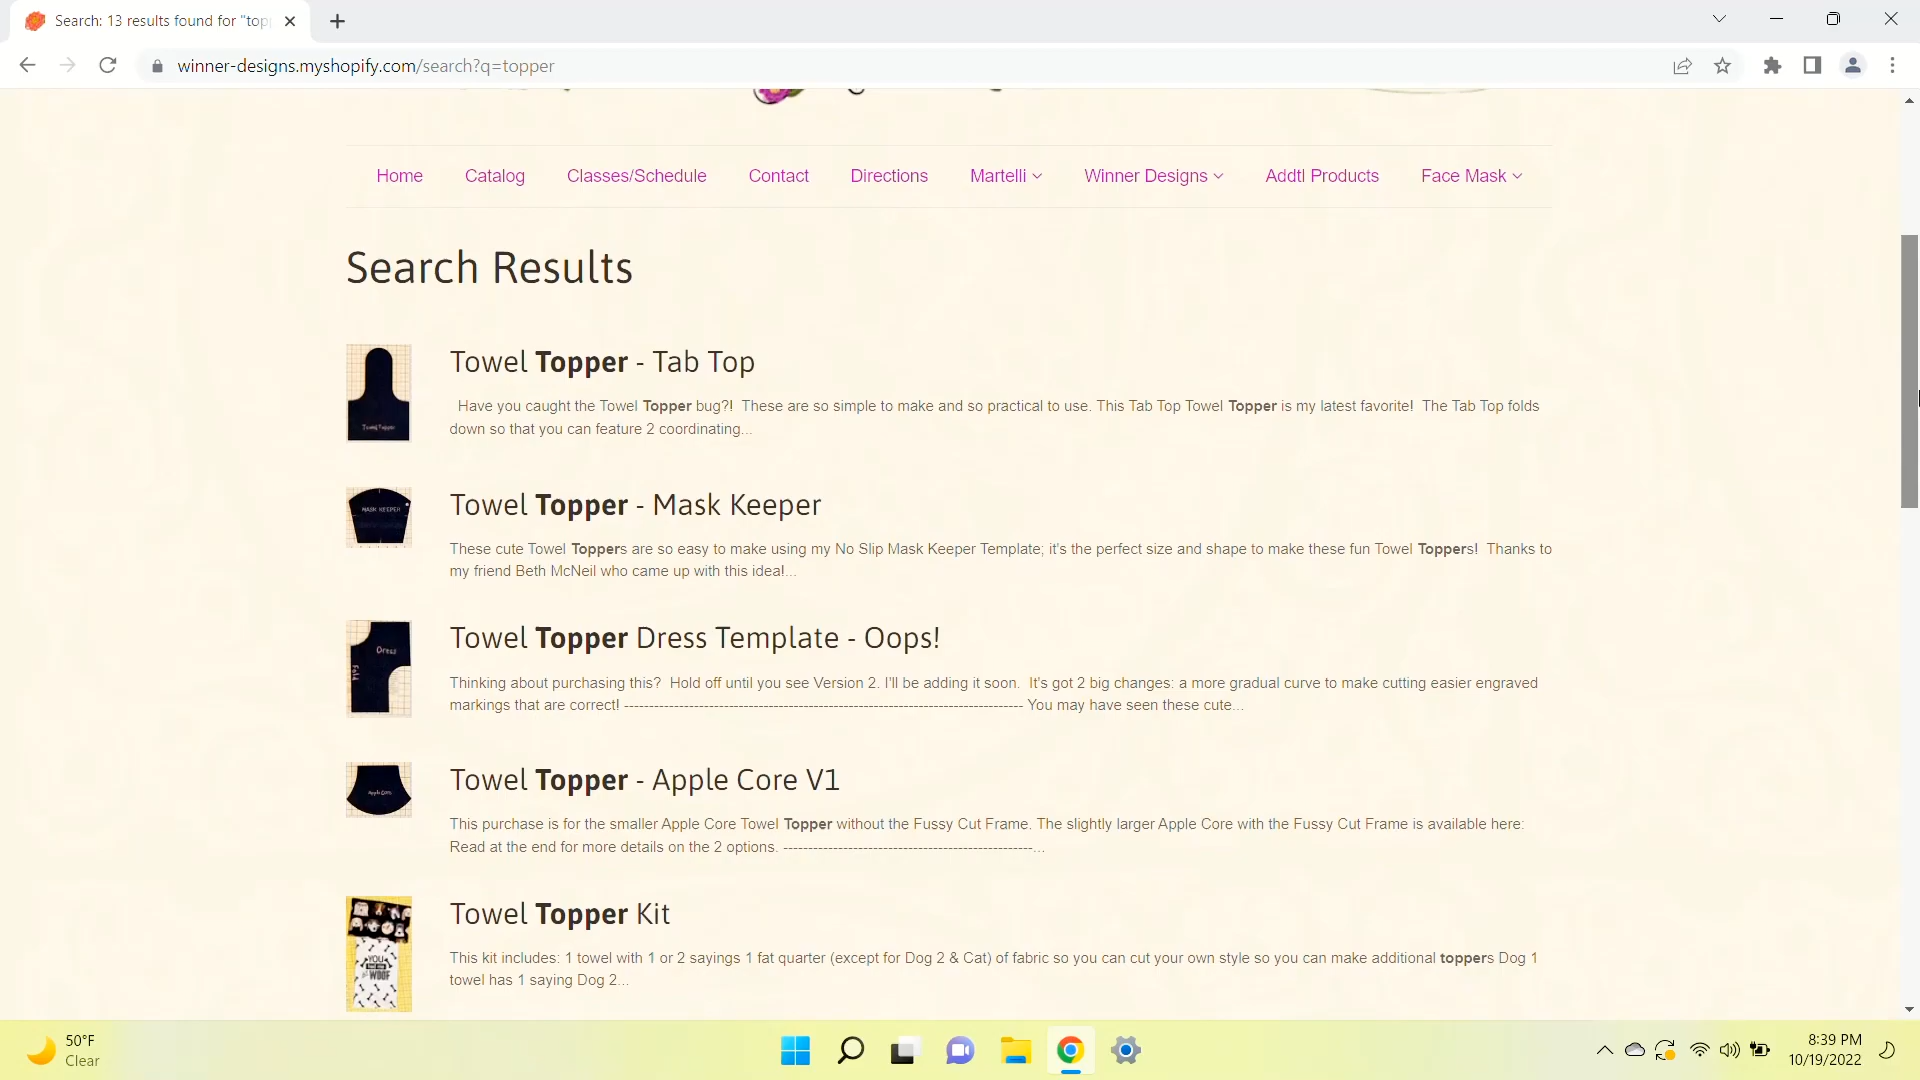 Search: 13 results found for "top
winner-designs.myshopify.com/search?q=topper
Home Catalog Classes/Schedule Contact Directions Martelli Winner Designs Addtl Products Face Mask
Search Results
Towel Topper - Tab Top
Have you caught the Towel Topper bug?! These are so simple to make and so practical to use. This Tab Top Towel Topper is my latest favorite! The Tab Top folds
down so that you can feature 2 coordinating...
Towel Topper
Towel Topper - Mask Keeper
MASK KEEPER
These cute Towel Toppers are so easy to make using my No Slip Mask Keeper Template; it's the perfect size and shape to make these fun Towel Toppers! Thanks to
my friend Beth McNeil who came up with this idea!...
Towel Topper Dress Template - Oops!
Dress
Fold
Thinking about purchasing this? Hold off until you see Version 2. I'll be adding it soon. It's got 2 big changes: a more gradual curve to make cutting easier engraved
markings that are correct! -------------------------------------------------------------------------------- You may have seen these cute...
Towel Topper - Apple Core V1
Apple Core
This purchase is for the smaller Apple Core Towel Topper without the Fussy Cut Frame. The slightly larger Apple Core with the Fussy Cut Frame is available here:
Read at the end for more details on the 2 options. --------------------------------------------------...
Towel Topper Kit
This kit includes: 1 towel with 1 or 2 sayings 1 fat quarter (except for Dog 2 & Cat) of fabric so you can cut your own style so you can make additional toppers Dog 1
towel has 1 saying Dog 2...
YOU
WOOF
50°F
Clear
8:39 PM
10/19/2022